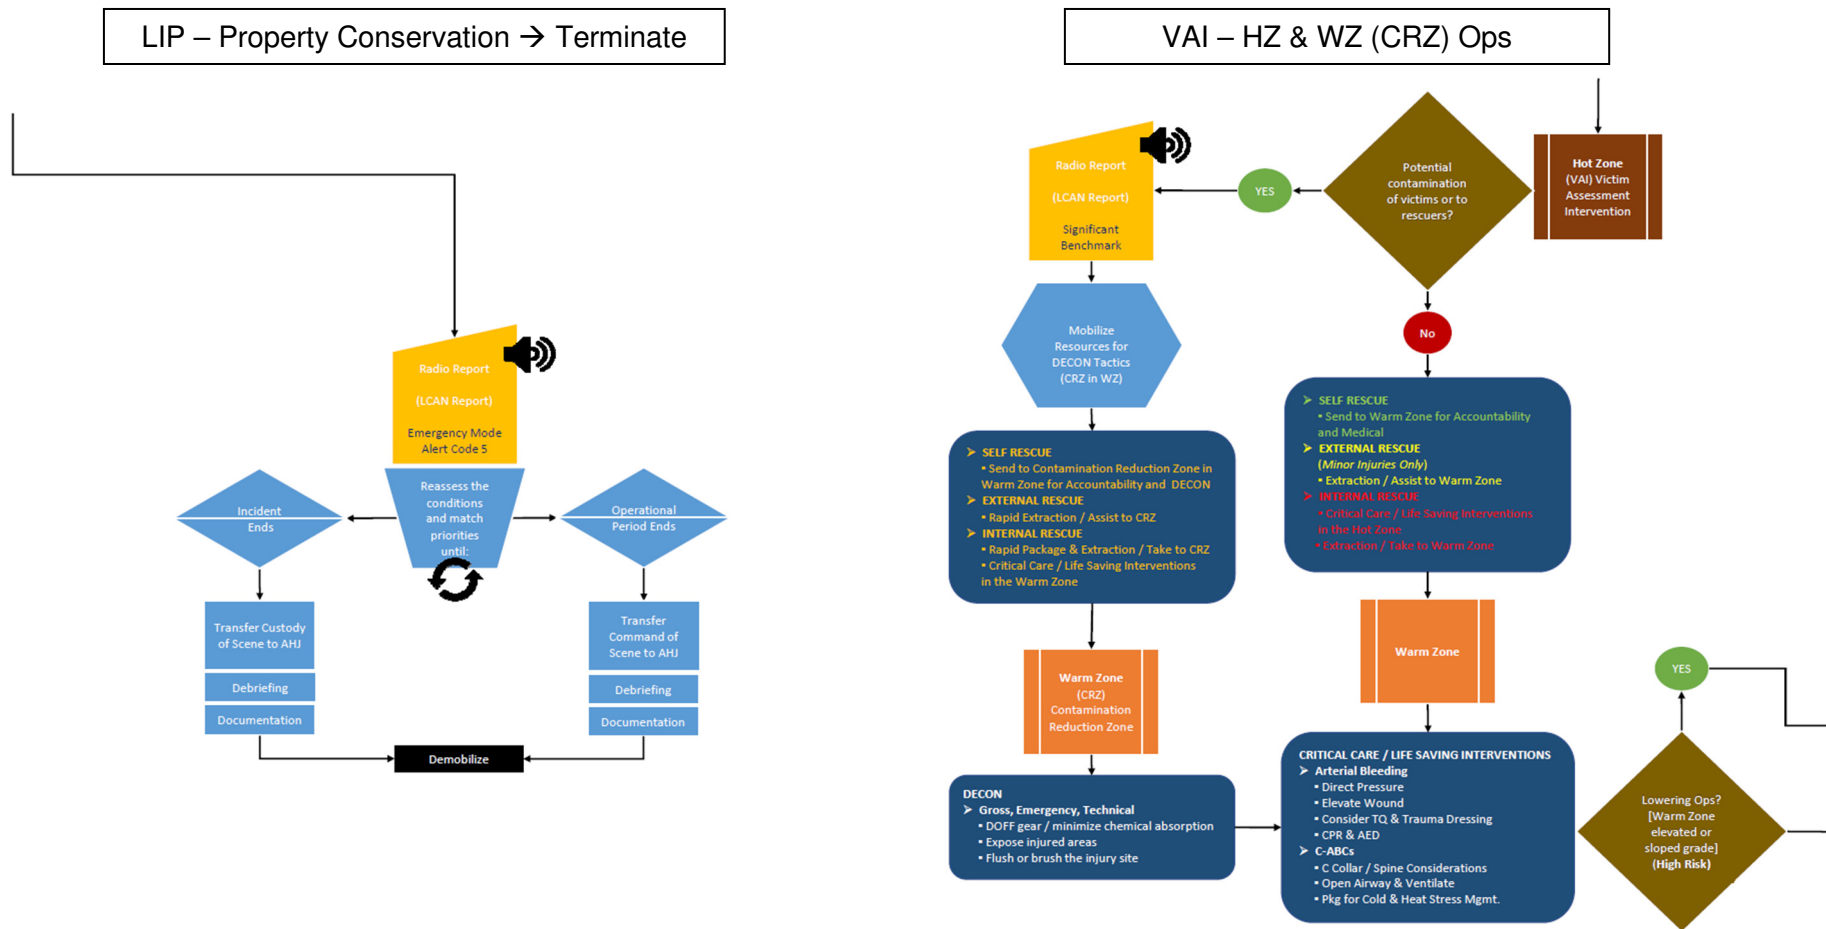 LIP – Property Conservation → Terminate
Radio Report
(LCAN Report)
Emergency Mode
Alert Code 5
Reassess the
conditions
and match
priorities
until:
Incident
Ends
Operational
Period Ends
Transfer Custody
of Scene to AHJ
Debriefing
Documentation
Transfer
Command of
Scene to AHJ
Debriefing
Documentation
Demobilize
VAI – HZ & WZ (CRZ) Ops
Hot Zone
(VAI) Victim
Assessment
Intervention
Potential
contamination
of victims or to
rescuers?
YES
Radio Report
(LCAN Report)
Significant
Benchmark
Mobilize
Resources for
DECON Tactics
(CRZ in WZ)
➢ SELF RESCUE
▪ Send to Contamination Reduction Zone in
Warm Zone for Accountability and DECON
➢ EXTERNAL RESCUE
▪ Rapid Extraction / Assist to CRZ
➢ INTERNAL RESCUE
▪ Rapid Package & Extraction / Take to CRZ
▪ Critical Care / Life Saving Interventions
in the Warm Zone
Warm Zone
(CRZ)
Contamination
Reduction Zone
DECON
➢ Gross, Emergency, Technical
▪ DOFF gear / minimize chemical absorption
▪ Expose injured areas
▪ Flush or brush the injury site
No
➢ SELF RESCUE
▪ Send to Warm Zone for Accountability
and Medical
➢ EXTERNAL RESCUE
(Minor Injuries Only)
▪ Extraction / Assist to Warm Zone
➢ INTERNAL RESCUE
▪ Critical Care / Life Saving Interventions
in the Hot Zone
▪ Extraction / Take to Warm Zone
Warm Zone
CRITICAL CARE / LIFE SAVING INTERVENTIONS
➢ Arterial Bleeding
▪ Direct Pressure
▪ Elevate Wound
▪ Consider TQ & Trauma Dressing
▪ CPR & AED
➢ C-ABCs
▪ C Collar / Spine Considerations
▪ Open Airway & Ventilate
▪ Pkg for Cold & Heat Stress Mgmt.
YES
Lowering Ops?
[Warm Zone
elevated or
sloped grade]
(High Risk)